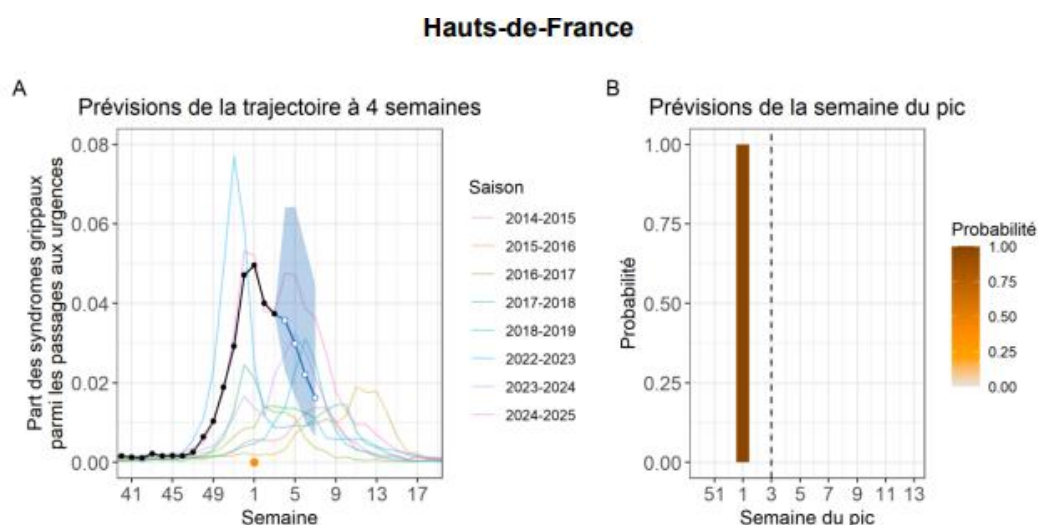 Hauts-de-France
A
Prévisions de la trajectoire à 4 semaines
Part des syndromes grippaux
parmi les passages aux urgences
0.08
0.06
0.04
0.02
0.00
41 45 49 1 5 9 13 17
Semaine
Saison
2014-2015
2015-2016
2016-2017
2017-2018
2018-2019
2022-2023
2023-2024
2024-2025
B
Prévisions de la semaine du pic
Probabilité
1.00
0.75
0.50
0.25
0.00
51 1 3 5 7 9 11 13
Semaine du pic
Probabilité
1.00
0.75
0.50
0.25
0.00